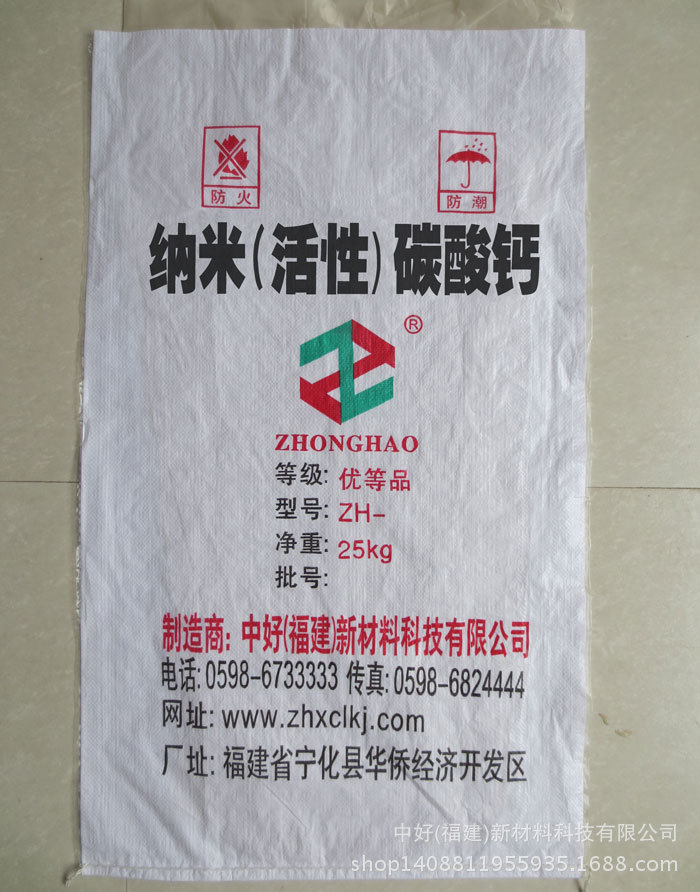 防火
防潮
纳米(活性)碳酸钙
®
ZHONGHAO
等级: 优等品
型号: ZH-
净重: 25kg
批号:
制造商: 中好(福建)新材料科技有限公司
电话: 0598-6733333 传真: 0598-6824444
网址: www.zhxclkj.com
厂址: 福建省宁化县华侨经济开发区
中好(福建)新材料科技有限公司
shop1408811955935.1688.com